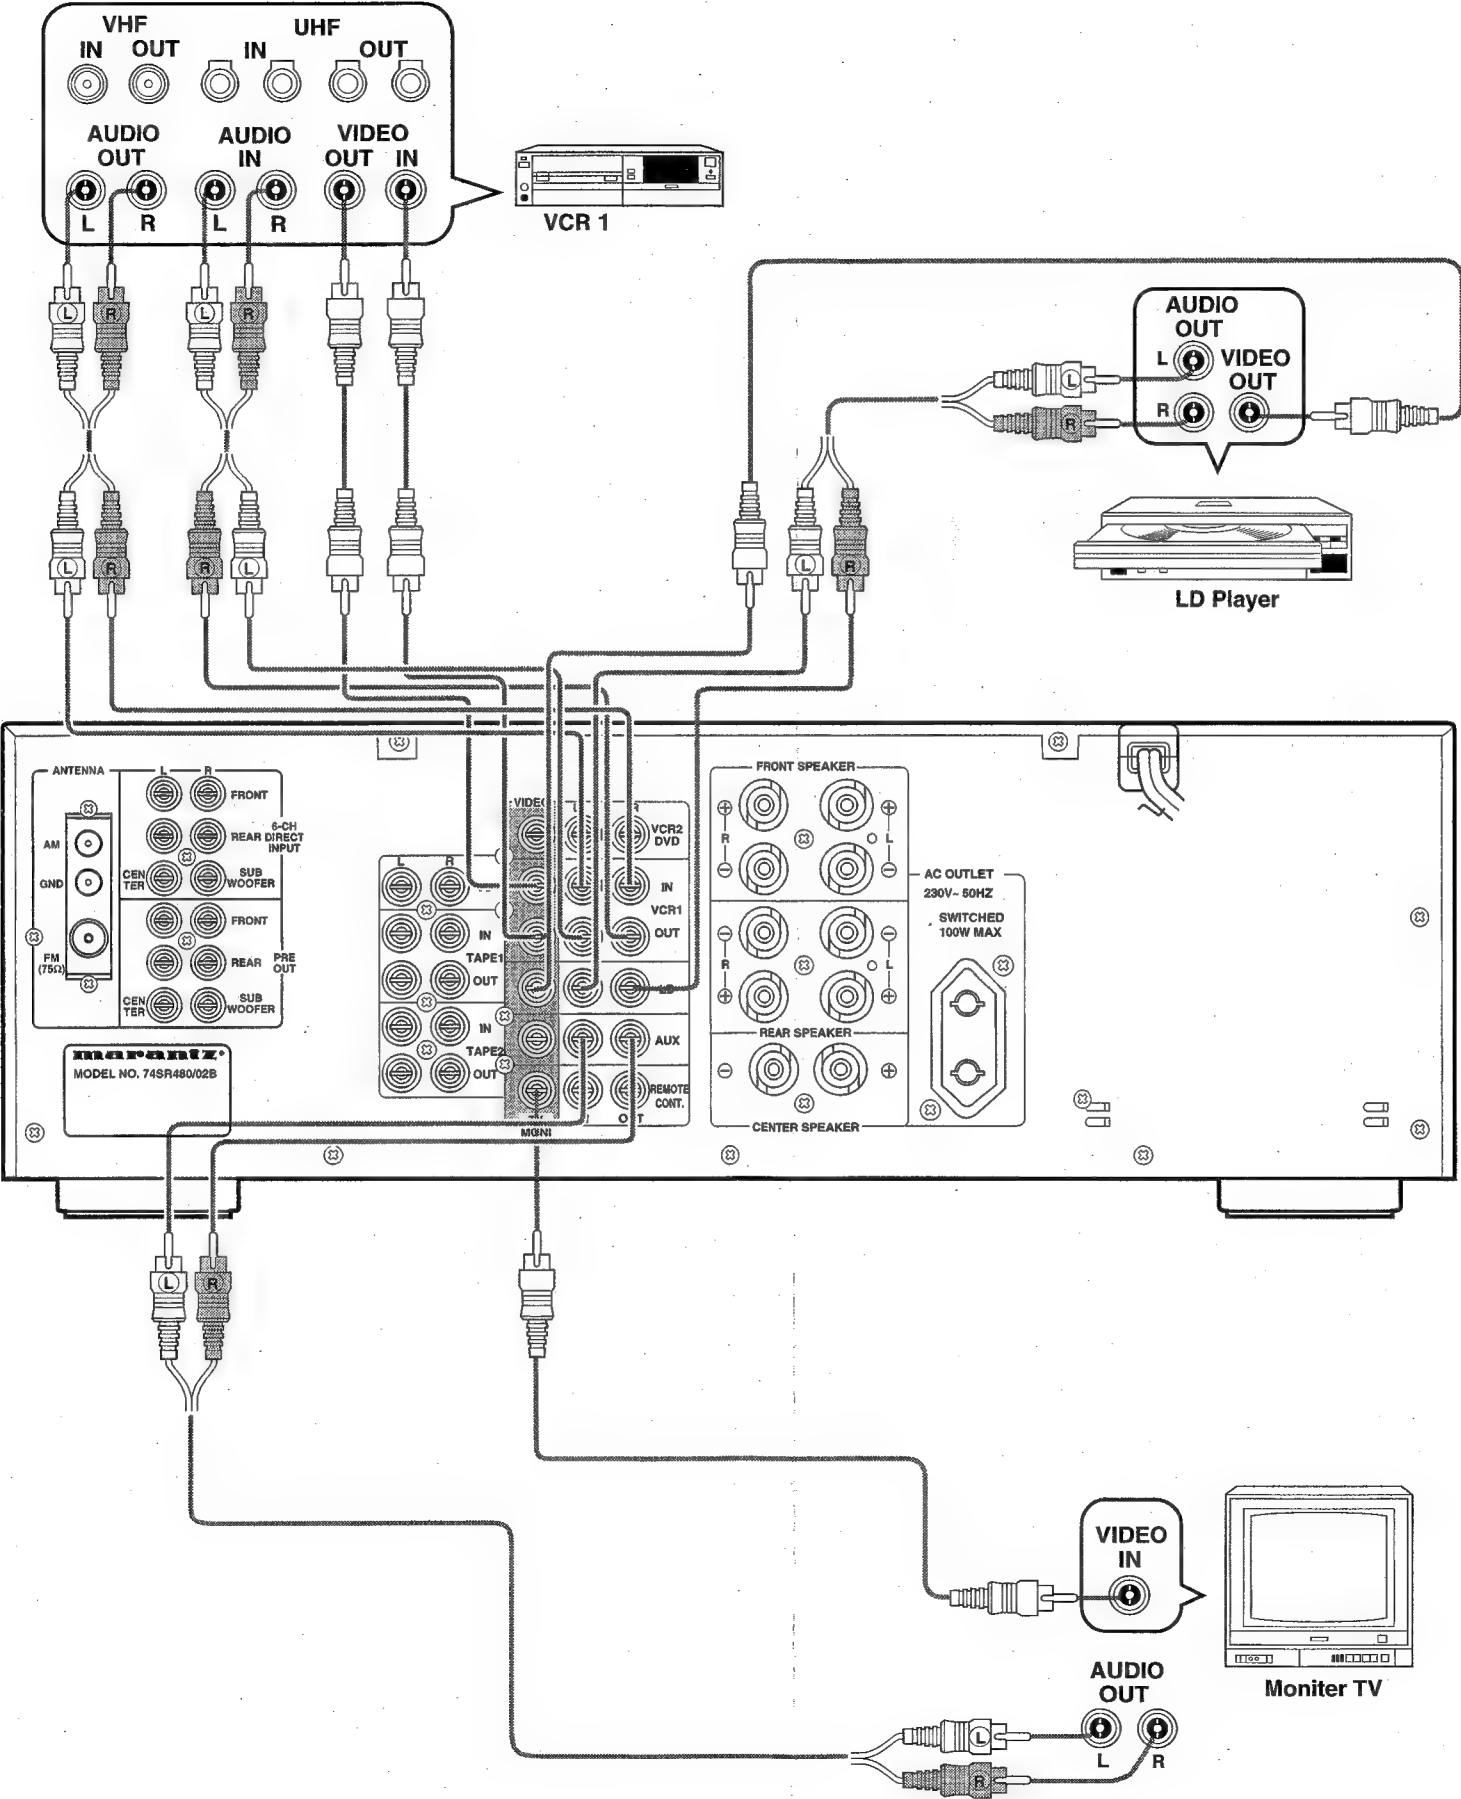 VHF UHF
IN OUT IN OUT
AUDIO OUT AUDIO IN VIDEO OUT IN
L R L R
VCR 1
L R L R
L R L R
AUDIO OUT
L VIDEO OUT
R
L
R
L R
LD Player
ANTENNA
AM
GND
FM (75Ω)
L R
FRONT
REAR
6-CH DIRECT INPUT
CENTER
SUB WOOFER
FRONT
REAR
PRE OUT
CENTER
SUB WOOFER
marantz
MODEL NO. 74SR480/02B
L R
IN
TAPE1
OUT
IN
TAPE2
OUT
VIDEO
VCR2 DVD
IN
VCR1
OUT
LD
AUX
REMOTE CONT.
MONI
FRONT SPEAKER
+ R −
+ L −
− R +
− L +
REAR SPEAKER
− +
CENTER SPEAKER
AC OUTLET
230V~ 50HZ
SWITCHED
100W MAX
L R
VIDEO IN
Moniter TV
AUDIO OUT
L R
L
R